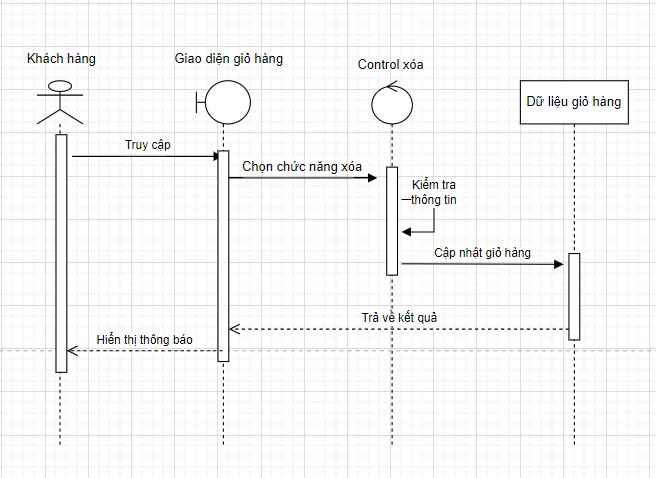 Khách hàng
Giao diện giỏ hàng
Control xóa
Dữ liệu giỏ hàng
Truy cập
Chọn chức năng xóa
Kiểm tra
thông tin
Cập nhật giỏ hàng
Trả về kết quả
Hiển thị thông báo